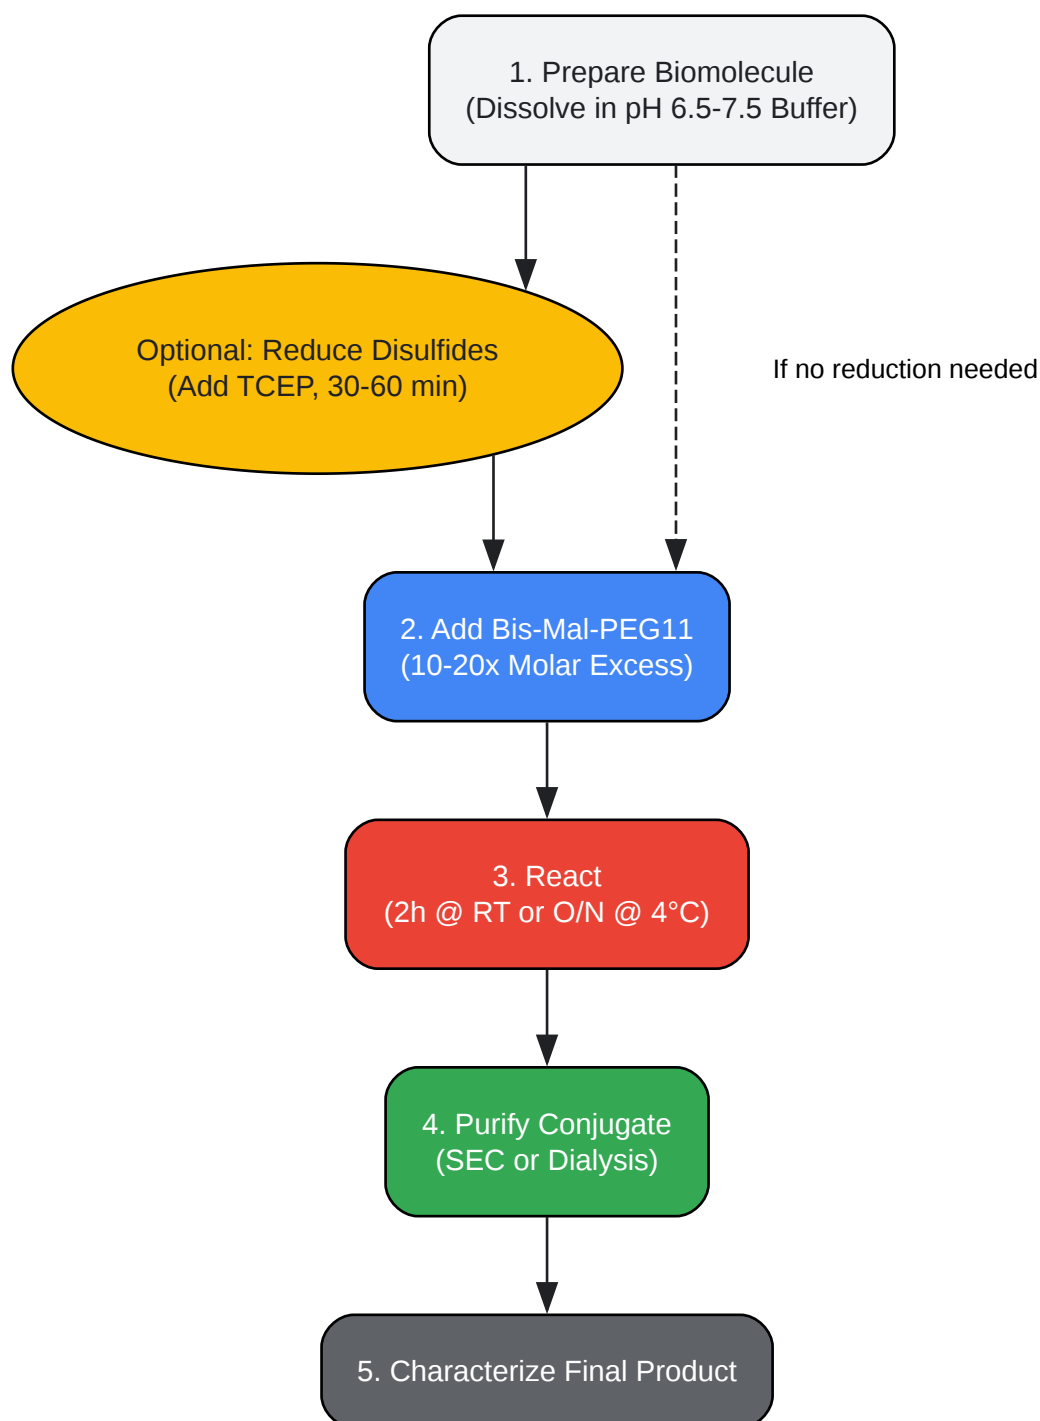 1. Prepare Biomolecule
(Dissolve in pH 6.5-7.5 Buffer)
Optional: Reduce Disulfides
(Add TCEP, 30-60 min)
If no reduction needed
2. Add Bis-Mal-PEG11
(10-20x Molar Excess)
3. React
(2h @ RT or O/N @ 4°C)
4. Purify Conjugate
(SEC or Dialysis)
5. Characterize Final Product